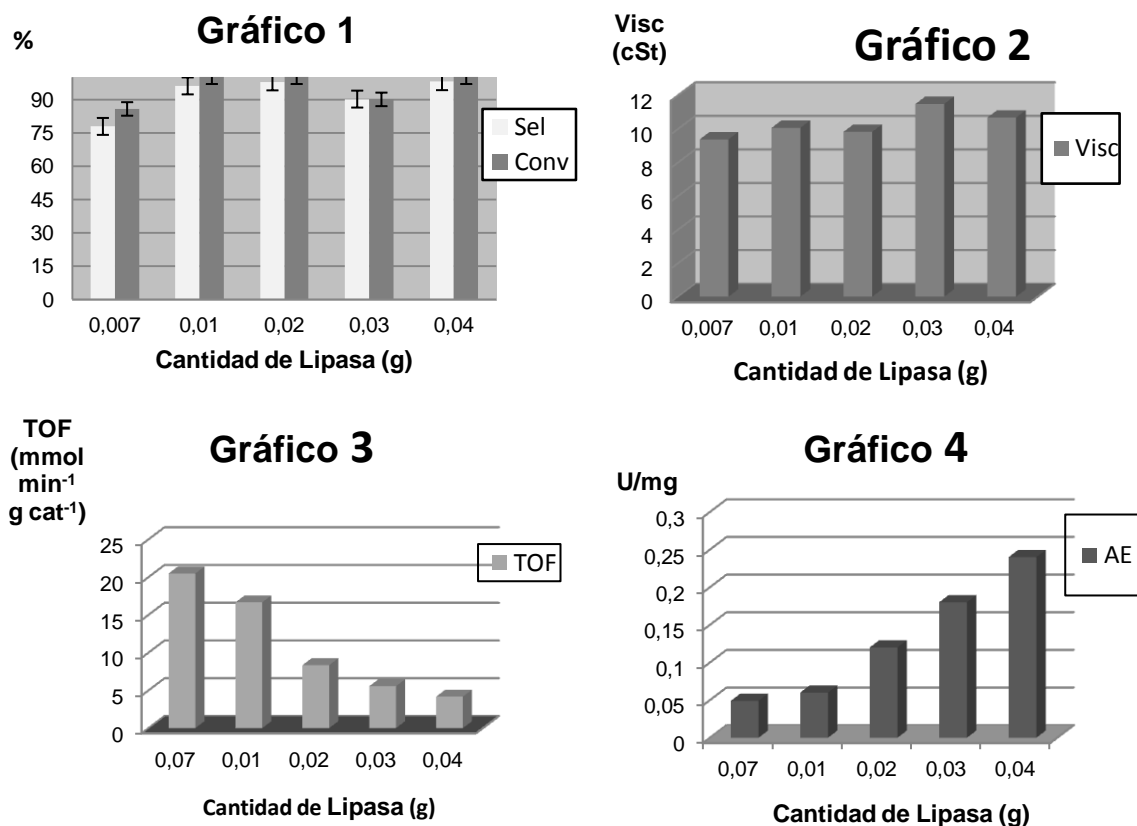 %
Gráfico 1
90
75
60
45
30
15
0
0,007 0,01 0,02 0,03 0,04
Cantidad de Lipasa (g)
Sel
Conv
Visc
(cSt)
Gráfico 2
12
10
8
6
4
2
0
0,007 0,01 0,02 0,03 0,04
Cantidad de Lipasa (g)
Visc
TOF
(mmol
min⁻¹
g cat⁻¹)
Gráfico 3
25
20
15
10
5
0
0,07 0,01 0,02 0,03 0,04
Cantidad de Lipasa (g)
TOF
Gráfico 4
U/mg
0,3
0,25
0,2
0,15
0,1
0,05
0
0,07 0,01 0,02 0,03 0,04
Cantidad de Lipasa (g)
AE